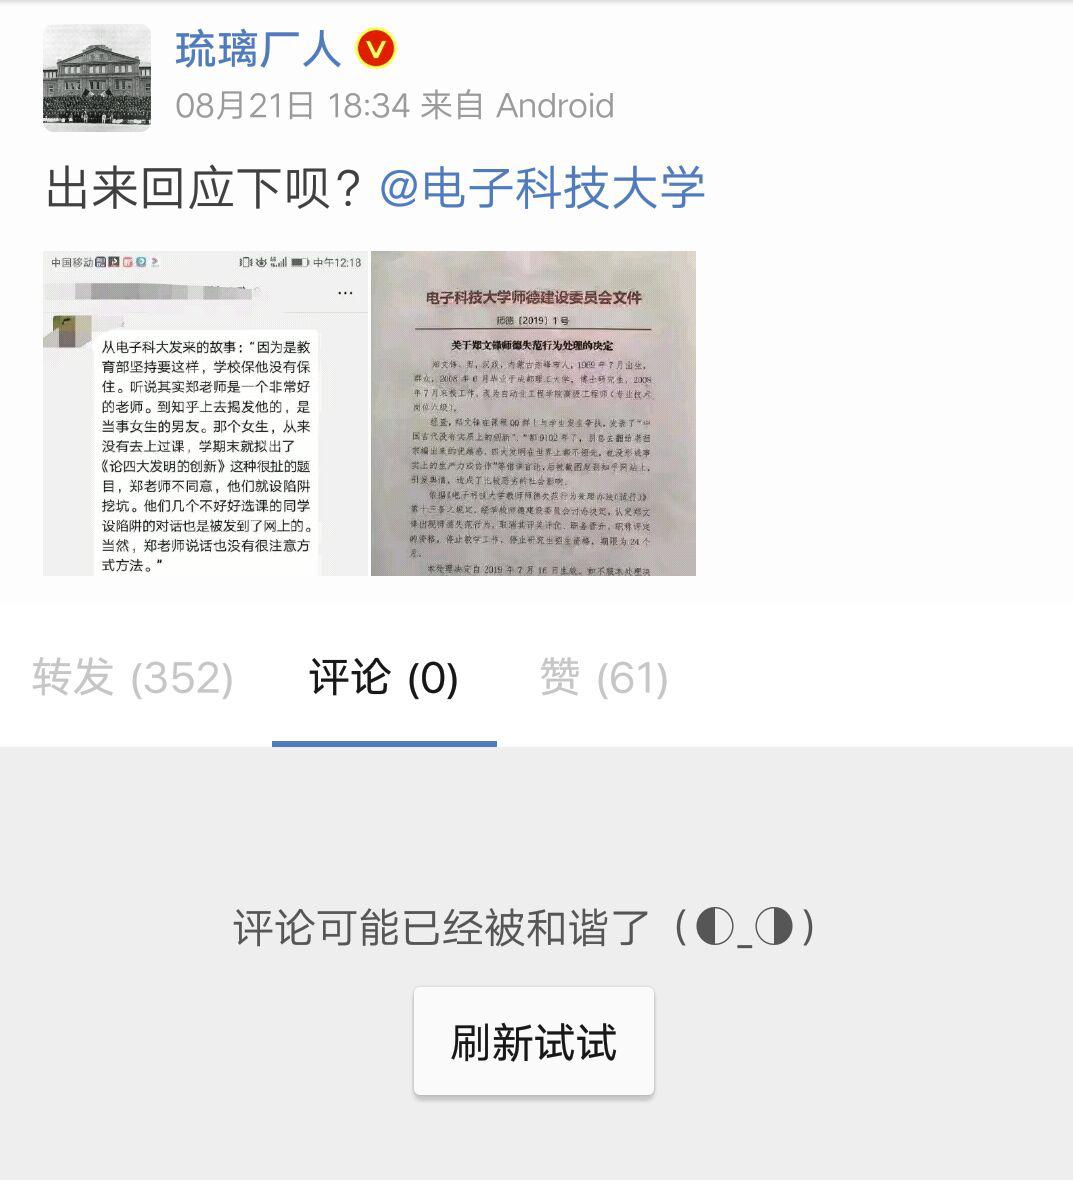 琉璃厂人
08月21日 18:34 来自 Android
出来回应下呗？@电子科技大学
中国移动 中午12:18
从电子科大发来的故事：“因为是教
育部坚持要这样，学校保他没有保
住。听说其实郑老师是一个非常好
的老师。到知乎上去揭发他的，是
当事女生的男友。那个女生，从来
没有去上过课，学期末就拟出了
《论四大发明的创新》这种很扯的题
目，郑老师不同意，他们就设陷阱
挖坑。他们几个不好好选课的同学
设陷阱的对话也是被发到了网上的。
当然，郑老师说话也没有很注意方
式方法。”
电子科技大学师德建设委员会文件
师德〔2019〕1号
关于郑文锋师德失范行为处理的决定
郑文锋，男，汉族，内蒙古赤峰市人，1969年7月出生，
群众，2008年6月毕业于成都理工大学，博士研究生，2008
年7月来校工作，现为自动化工程学院高级工程师（专业技术
岗位六级）。
经查，郑文锋在课程QQ群上与学生发生争执，发表了“中
国古代没有实质上的创新”、“都9102年了，别总去翻给老祖
宗编出来的优越感，四大发明在世界上都不领先，也没形成事
实上的生产力或协作”等错误言论，后被截图发到知乎网站上，
引发舆情，造成了比较恶劣的社会影响。
依据《电子科技大学教师师德失范行为处理办法(试行)》
第十三条之规定，经学校师德建设委员会讨论决定，认定郑文
锋出现师德失范行为，取消其评奖评优、职务晋升、职称评定
的资格，停止教学工作，停止研究生招生资格，期限为24个
月。
本处理决定自2019年7月16日生效。如不服本处理决
转发 (352)
评论 (0)
赞 (61)
评论可能已经被和谐了（◐_◑）
刷新试试